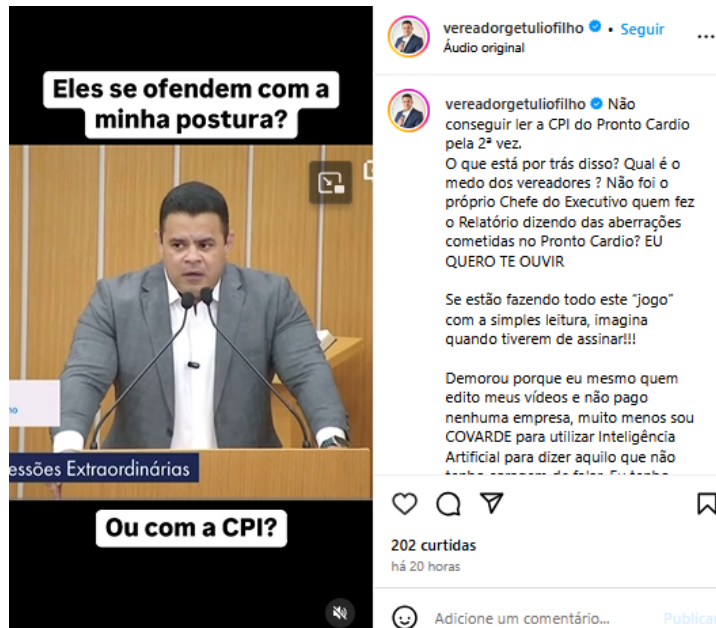 Eles se ofendem com a
minha postura?
essões Extraordinárias
Ou com a CPI?
vereadorgetuliofilho • Seguir
Áudio original
vereadorgetuliofilho Não
conseguir ler a CPI do Pronto Cardio
pela 2ª vez.
O que está por trás disso? Qual é o
medo dos vereadores ? Não foi o
próprio Chefe do Executivo quem fez
o Relatório dizendo das aberrações
cometidas no Pronto Cardio? EU
QUERO TE OUVIR
Se estão fazendo todo este “jogo”
com a simples leitura, imagina
quando tiverem de assinar!!!
Demorou porque eu mesmo quem
edito meus vídeos e não pago
nenhuma empresa, muito menos sou
COVARDE para utilizar Inteligência
Artificial para dizer aquilo que não
202 curtidas
há 20 horas
Adicione um comentário...
Publicar